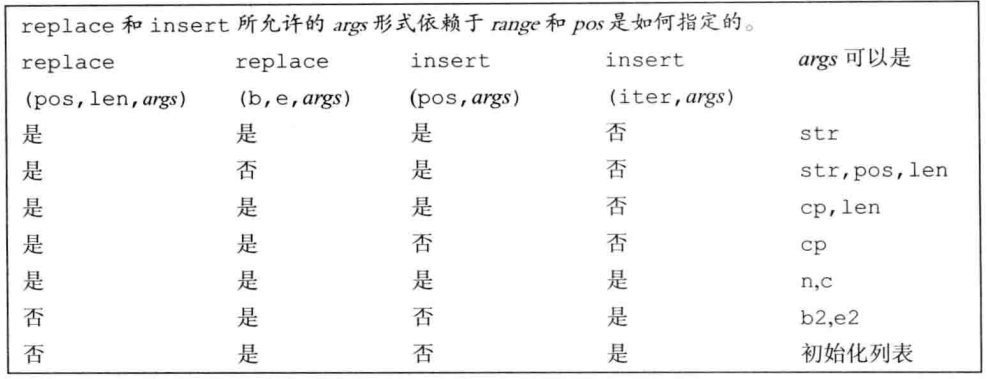 replace 和 insert 所允许的 args 形式依赖于 range 和 pos 是如何指定的。
replace replace insert insert args 可以是
(pos,len,args) (b,e,args) (pos,args) (iter,args)
是 是 是 否 str
是 否 是 否 str,pos,len
是 是 是 否 cp,len
是 是 否 否 cp
是 是 是 是 n,c
否 是 否 是 b2,e2
否 是 否 是 初始化列表